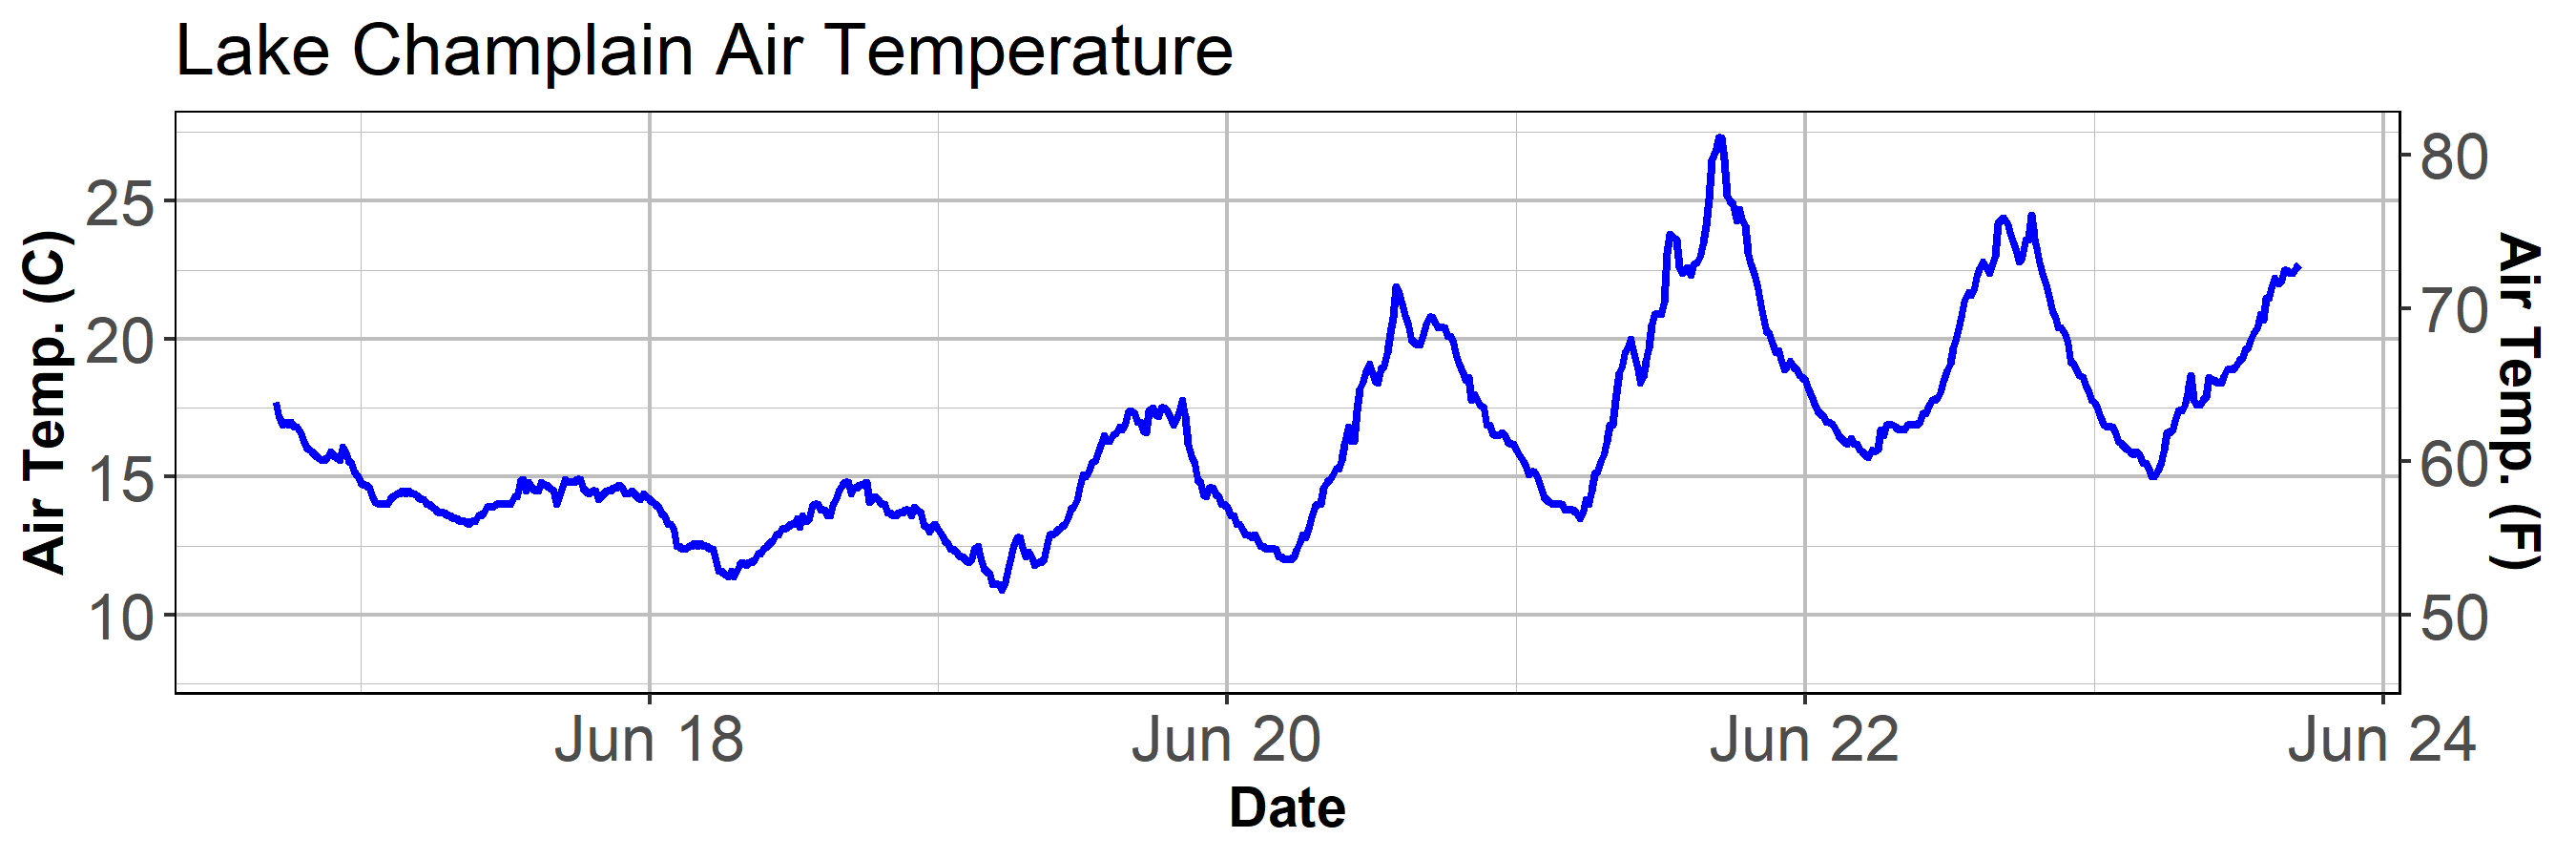 Lake Champlain Air Temperature
Air Temp. (C)
25
20
15
10
80
70
60
50
Air Temp. (F)
Jun 18
Jun 20
Jun 22
Jun 24
Date